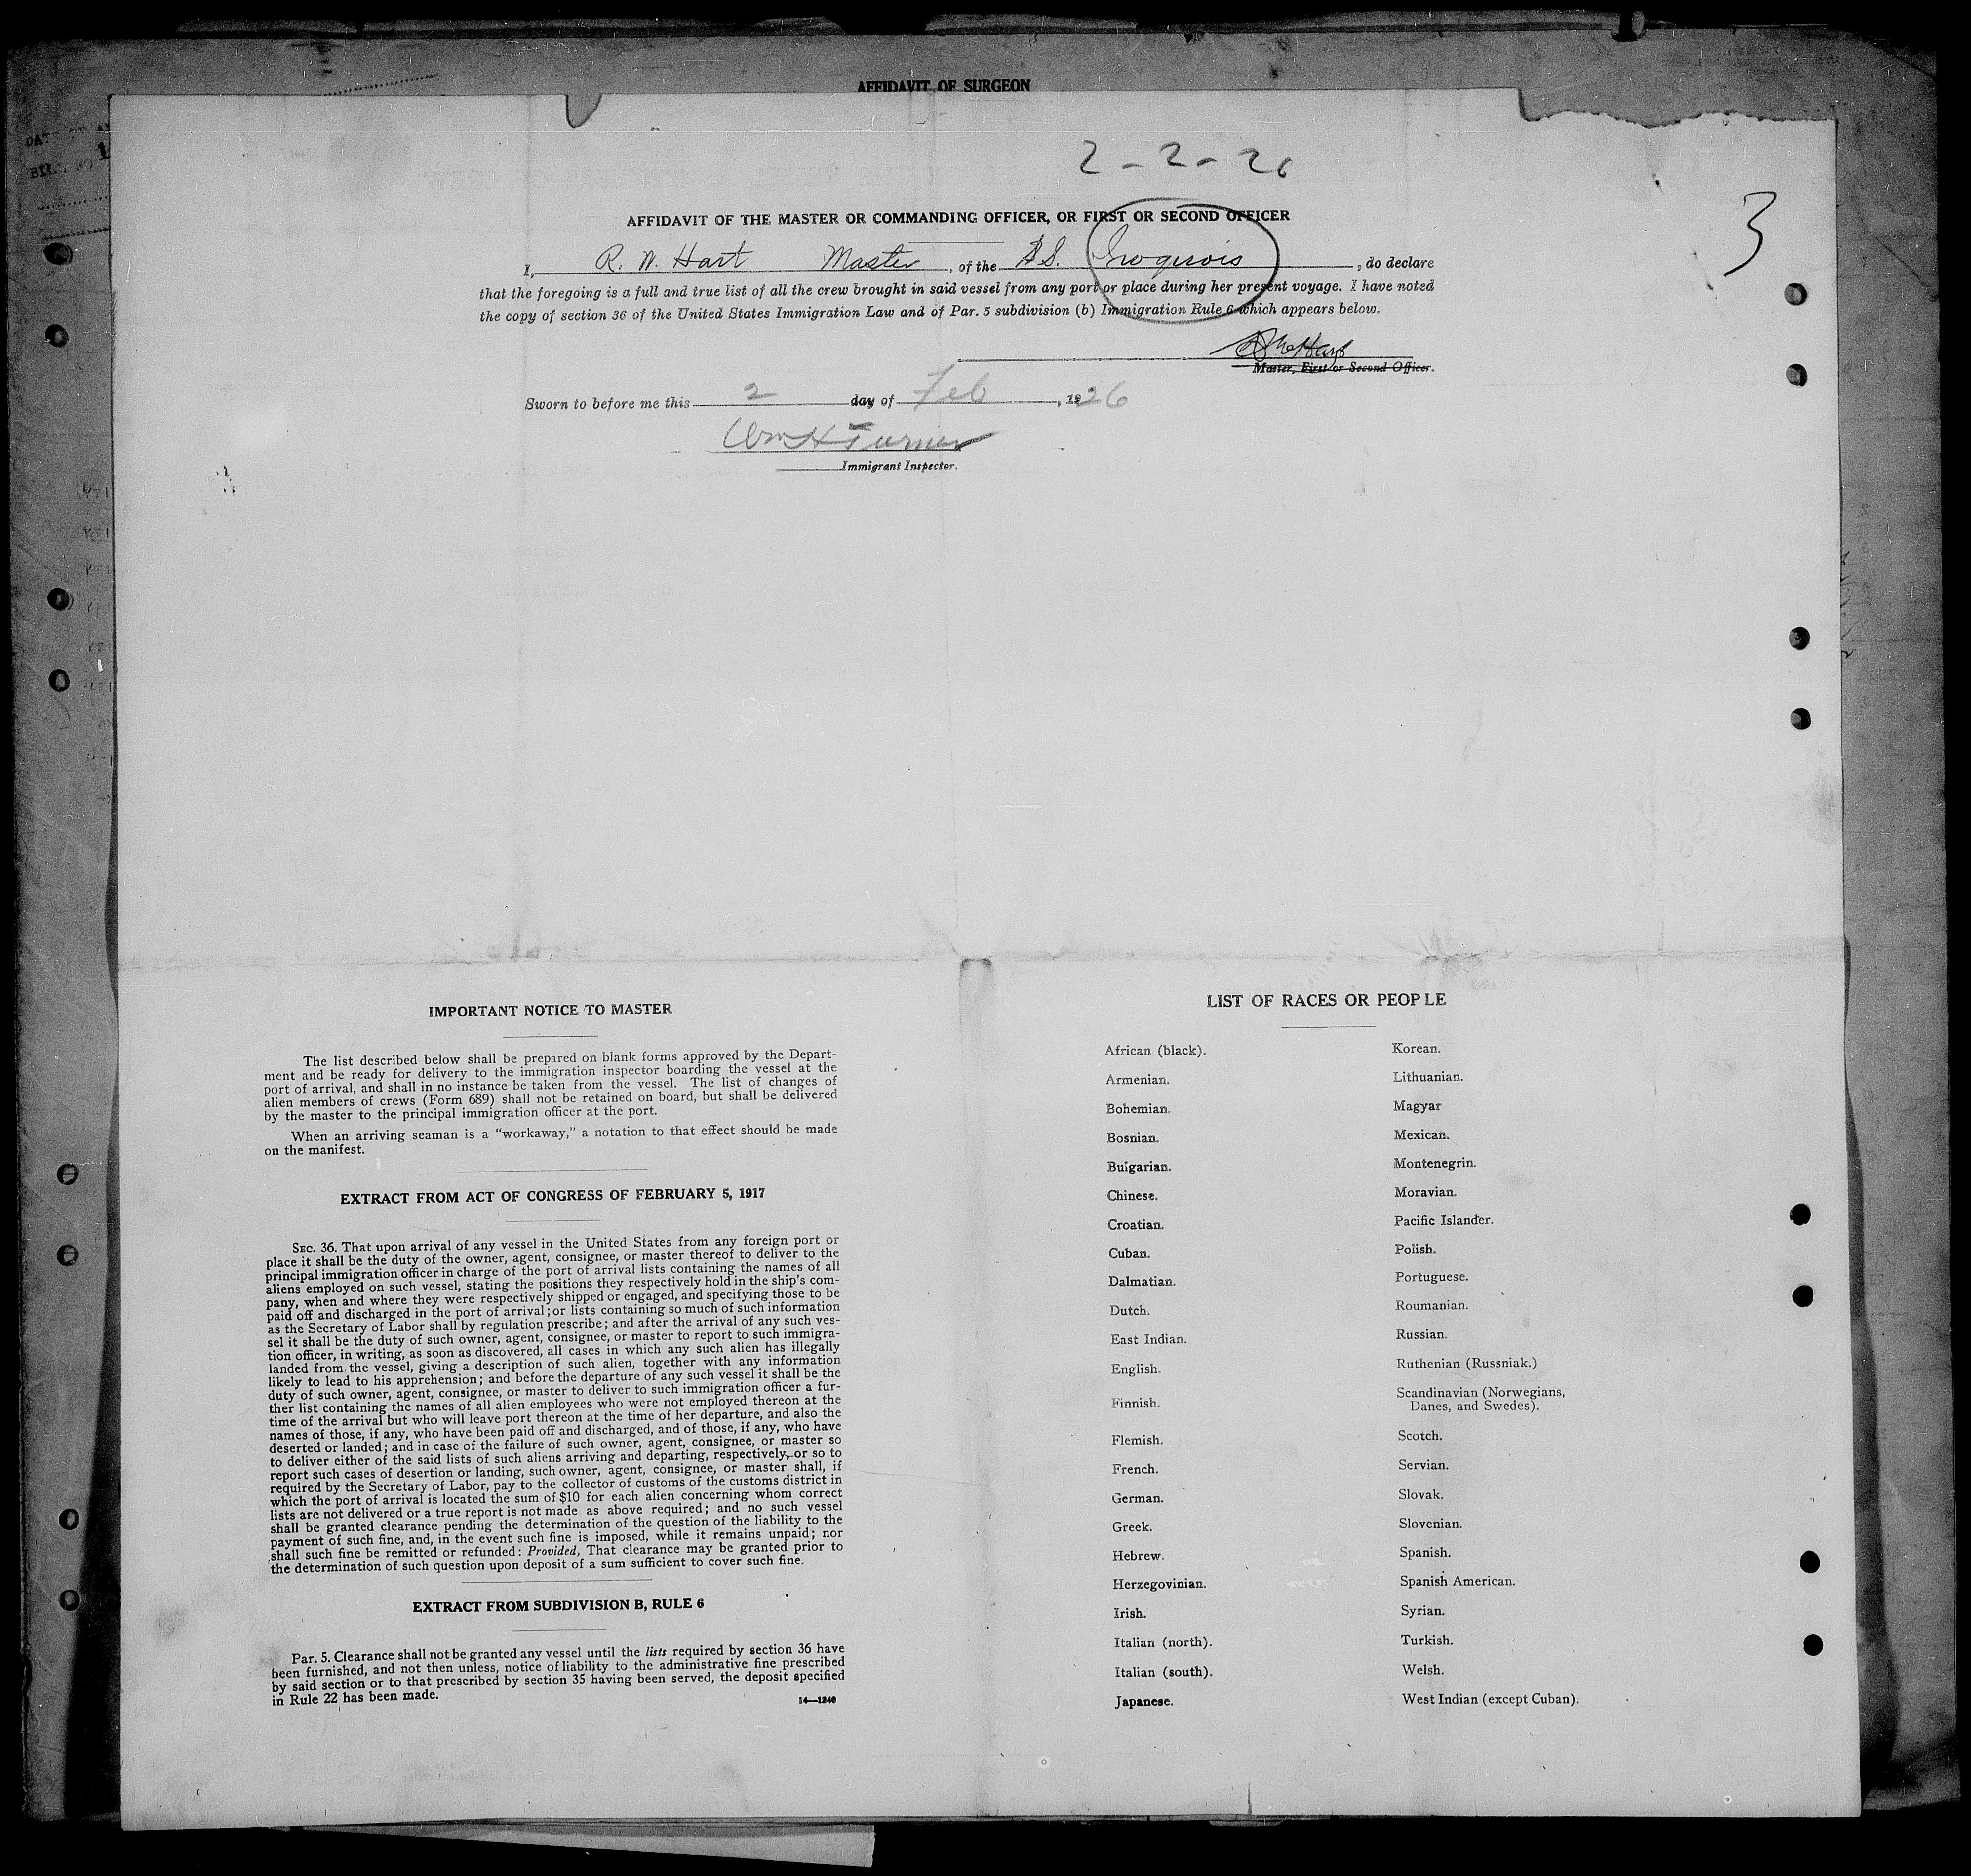 AFFIDAVIT OF SURGEON
2-2-26
3
AFFIDAVIT OF THE MASTER OR COMMANDING OFFICER, OR FIRST OR SECOND OFFICER
I, R. W. Hart Master, of the SS. Iroquois, do declare
that the foregoing is a full and true list of all the crew brought in said vessel from any port or place during her present voyage. I have noted
the copy of section 36 of the United States Immigration Law and of Par. 5 subdivision (b) Immigration Rule 6 which appears below.
Master, First or Second Officer.
Sworn to before me this 2 day of Feb, 1926
Wm H Turner
Immigrant Inspector.
IMPORTANT NOTICE TO MASTER
The list described below shall be prepared on blank forms approved by the Depart-
ment and be ready for delivery to the immigration inspector boarding the vessel at the
port of arrival, and shall in no instance be taken from the vessel. The list of changes of
alien members of crews (Form 689) shall not be retained on board, but shall be delivered
by the master to the principal immigration officer at the port.
When an arriving seaman is a "workaway," a notation to that effect should be made
on the manifest.
EXTRACT FROM ACT OF CONGRESS OF FEBRUARY 5, 1917
SEC. 36. That upon arrival of any vessel in the United States from any foreign port or
place it shall be the duty of the owner, agent, consignee, or master thereof to deliver to the
principal immigration officer in charge of the port of arrival lists containing the names of all
aliens employed on such vessel, stating the positions they respectively hold in the ship's com-
pany, when and where they were respectively shipped or engaged, and specifying those to be
paid off and discharged in the port of arrival; or lists containing so much of such information
as the Secretary of Labor shall by regulation prescribe; and after the arrival of any such ves-
sel it shall be the duty of such owner, agent, consignee, or master to report to such immigra-
tion officer, in writing, as soon as discovered, all cases in which any such alien has illegally
landed from the vessel, giving a description of such alien, together with any information
likely to lead to his apprehension; and before the departure of any such vessel it shall be the
duty of such owner, agent, consignee, or master to deliver to such immigration officer a fur-
ther list containing the names of all alien employees who were not employed thereon at the
time of the arrival but who will leave port thereon at the time of her departure, and also the
names of those, if any, who have been paid off and discharged, and of those, if any, who have
deserted or landed; and in case of the failure of such owner, agent, consignee, or master so
to deliver either of the said lists of such aliens arriving and departing, respectively, or so to
report such cases of desertion or landing, such owner, agent, consignee, or master shall, if
required by the Secretary of Labor, pay to the collector of customs of the customs district in
which the port of arrival is located the sum of $10 for each alien concerning whom correct
lists are not delivered or a true report is not made as above required; and no such vessel
shall be granted clearance pending the determination of the question of the liability to the
payment of such fine, and, in the event such fine is imposed, while it remains unpaid; nor
shall such fine be remitted or refunded: Provided, That clearance may be granted prior to
the determination of such question upon deposit of a sum sufficient to cover such fine.
EXTRACT FROM SUBDIVISION B, RULE 6
Par. 5. Clearance shall not be granted any vessel until the lists required by section 36 have
been furnished, and not then unless, notice of liability to the administrative fine prescribed
by said section or to that prescribed by section 35 having been served, the deposit specified
in Rule 22 has been made.
14—1240
LIST OF RACES OR PEOPLE
African (black).
Armenian.
Bohemian.
Bosnian.
Bulgarian.
Chinese.
Croatian.
Cuban.
Dalmatian.
Dutch.
East Indian.
English.
Finnish.
Flemish.
French.
German.
Greek.
Hebrew.
Herzegovinian.
Irish.
Italian (north).
Italian (south).
Japanese.
Korean.
Lithuanian.
Magyar
Mexican.
Montenegrin.
Moravian.
Pacific Islander.
Polish.
Portuguese.
Roumanian.
Russian.
Ruthenian (Russniak.)
Scandinavian (Norwegians,
Danes, and Swedes).
Scotch.
Servian.
Slovak.
Slovenian.
Spanish.
Spanish American.
Syrian.
Turkish.
Welsh.
West Indian (except Cuban).